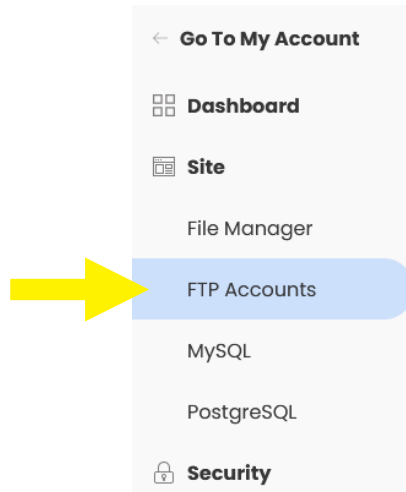 Go To My Account
Dashboard
Site
File Manager
FTP Accounts
MySQL
PostgreSQL
Security